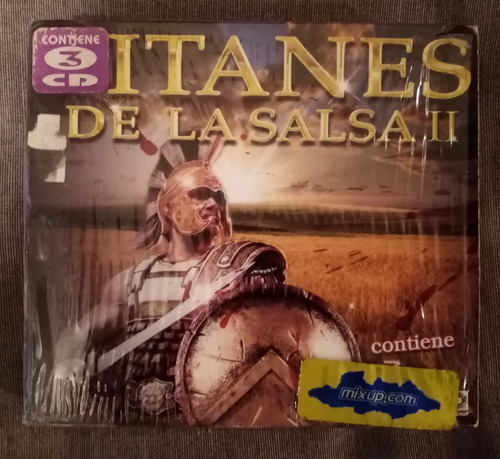 CONTIENE
3
CD
ITANES
DE LA SALSA II
contiene
mixup.com